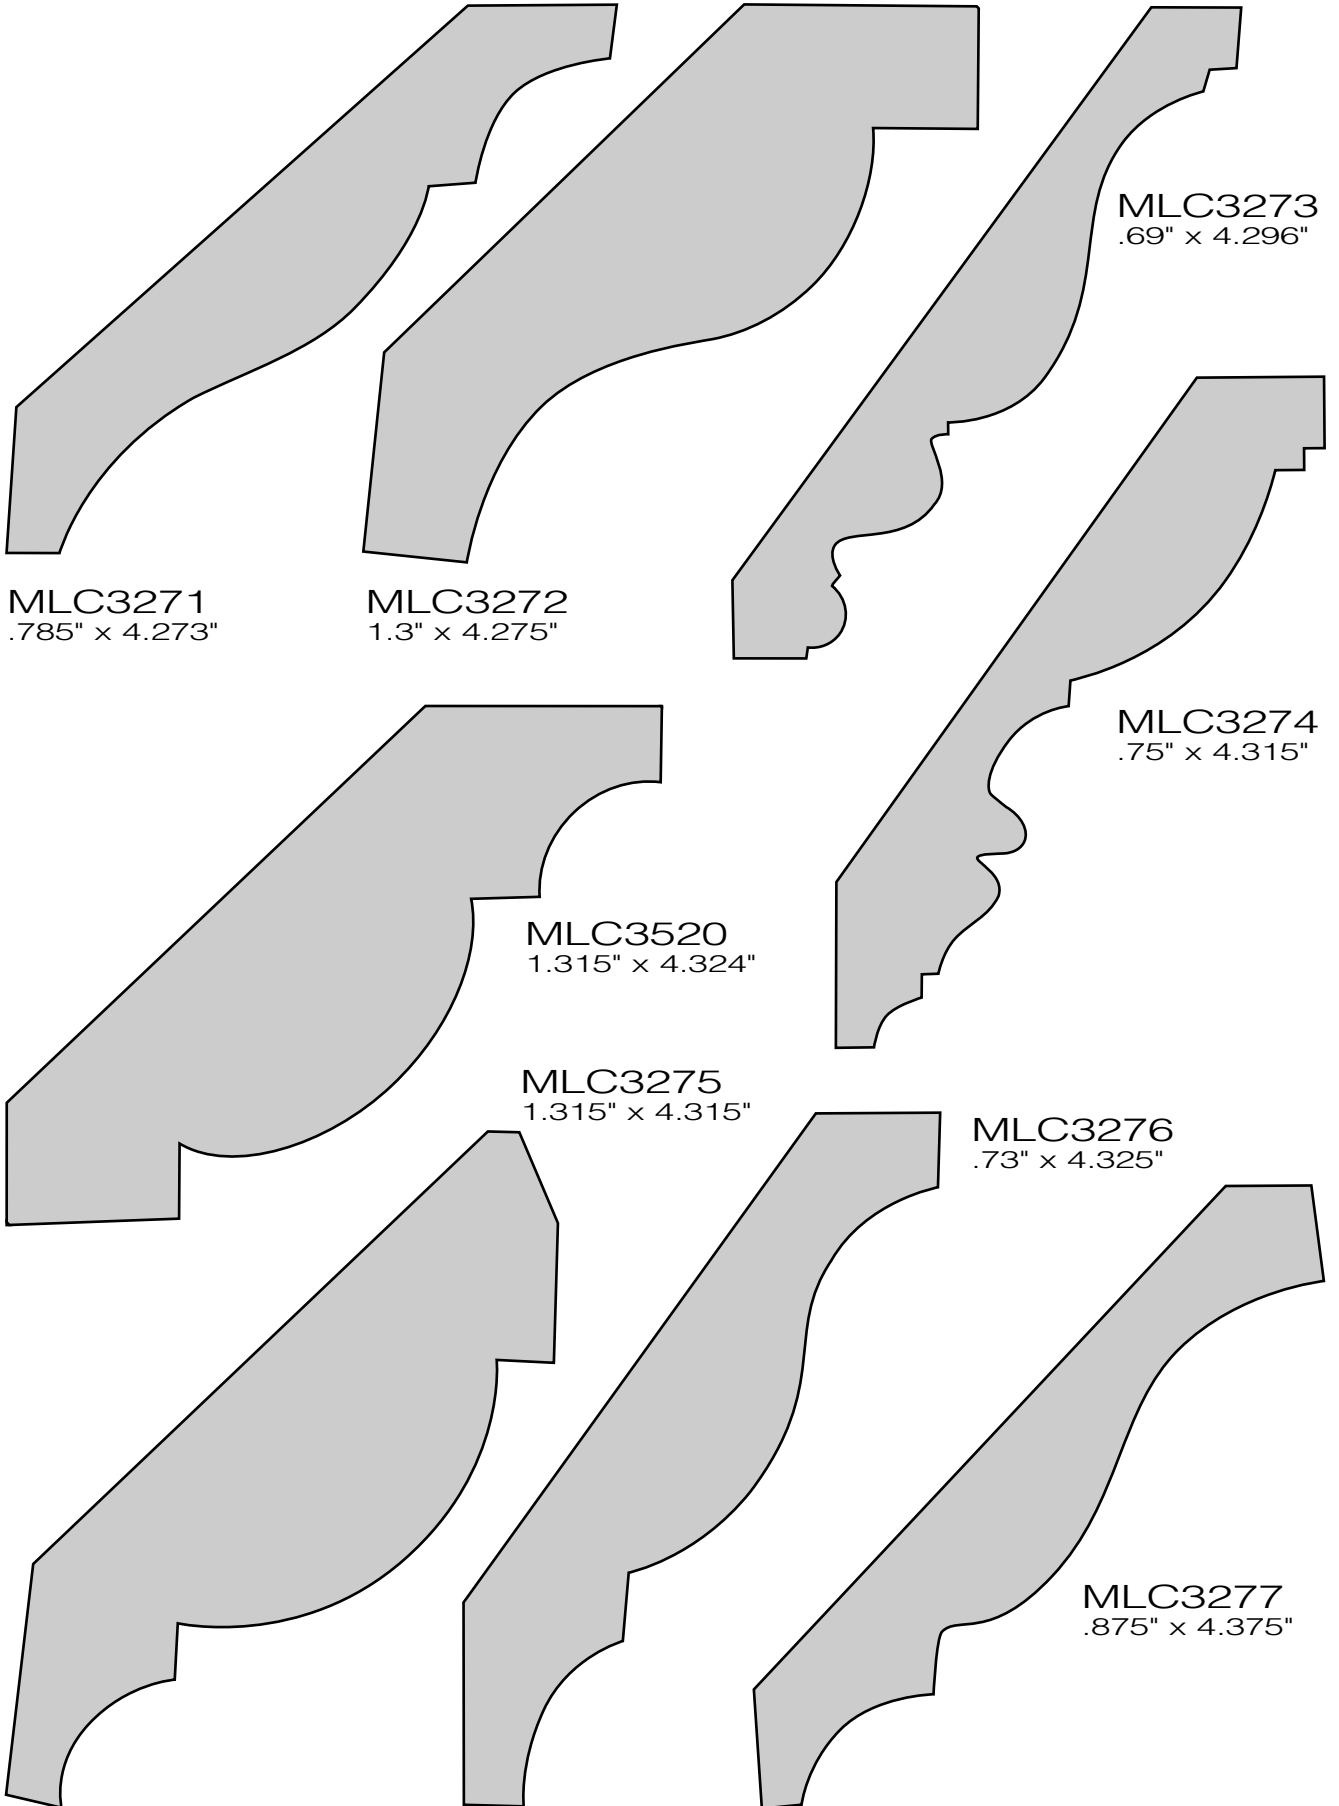 MLC3273
.69" x 4.296"
MLC3271
.785" x 4.273"
MLC3272
1.3" x 4.275"
MLC3274
.75" x 4.315"
MLC3520
1.315" x 4.324"
MLC3275
1.315" x 4.315"
MLC3276
.73" x 4.325"
MLC3277
.875" x 4.375"